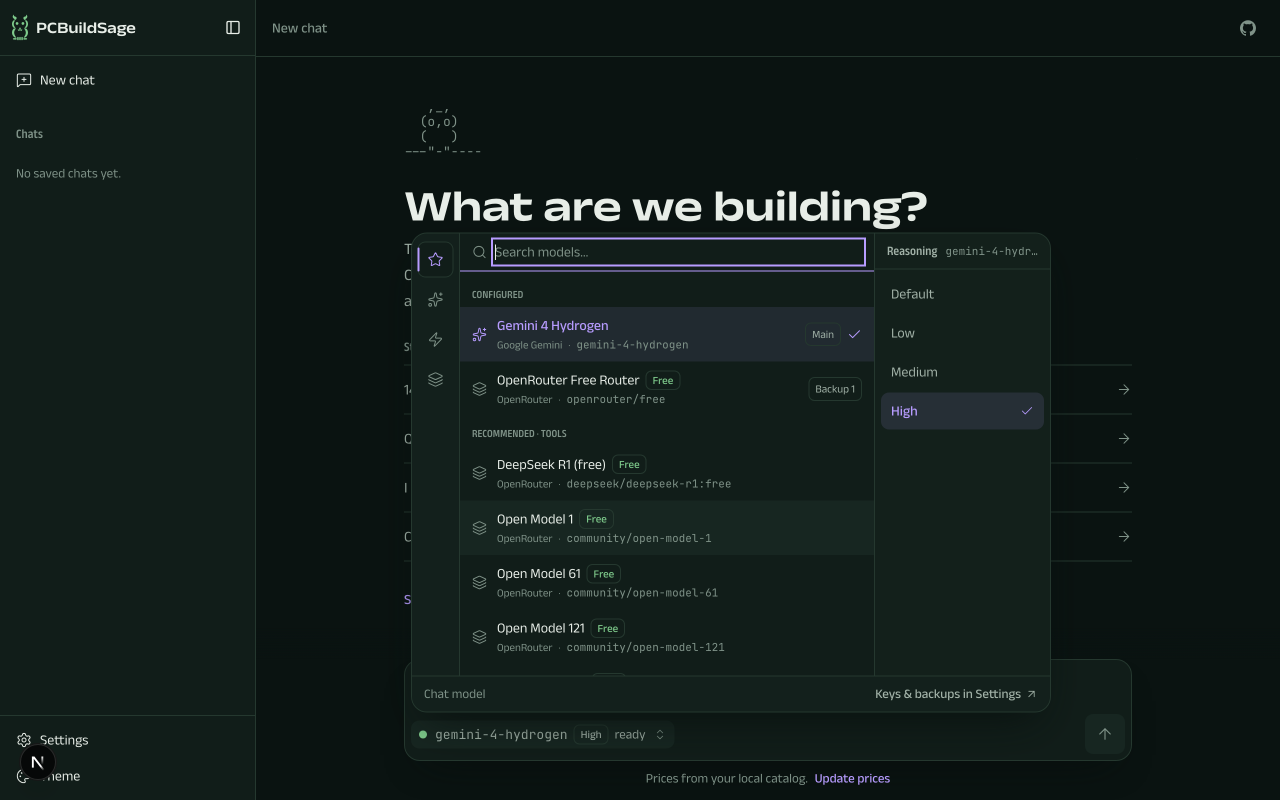 PCBuildSage
New chat
Chats
No saved chats yet.
Settings
N
heme
New chat
,_,
(o,o)
(   )
---"-"----
What are we building?
Search models...
CONFIGURED
Gemini 4 Hydrogen
Main
Google Gemini · gemini-4-hydrogen
OpenRouter Free Router Free
Backup 1
OpenRouter · openrouter/free
RECOMMENDED · TOOLS
DeepSeek R1 (free) Free
OpenRouter · deepseek/deepseek-r1:free
Open Model 1 Free
OpenRouter · community/open-model-1
Open Model 61 Free
OpenRouter · community/open-model-61
Open Model 121 Free
OpenRouter · community/open-model-121
Reasoning gemini-4-hydr…
Default
Low
Medium
High
Chat model
Keys & backups in Settings
gemini-4-hydrogen High ready
Prices from your local catalog. Update prices